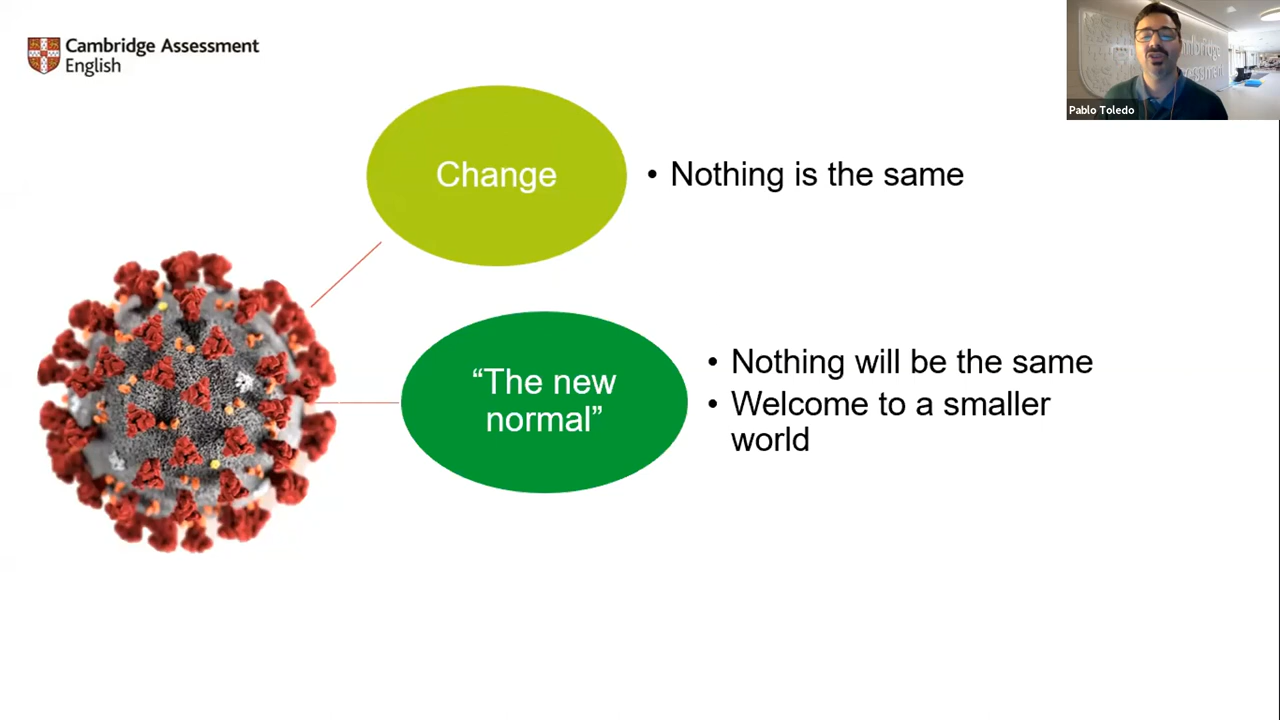 Cambridge Assessment
English
Pablo Toledo
Change
• Nothing is the same
“The new
normal”
• Nothing will be the same
• Welcome to a smaller
world